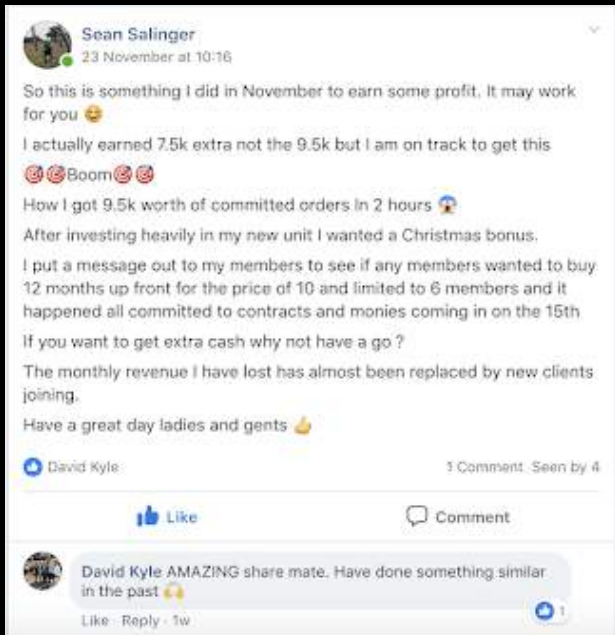 Sean Salinger
23 November at 10:16
So this is something I did in November to earn some profit. It may work
for you 😊
I actually earned 7.5k extra not the 9.5k but I am on track to get this
🎯🎯Boom🎯🎯
How I got 9.5k worth of committed orders In 2 hours 😱
After investing heavily in my new unit I wanted a Christmas bonus.
I put a message out to my members to see if any members wanted to buy
12 months up front for the price of 10 and limited to 6 members and it
happened all committed to contracts and monies coming in on the 15th
If you want to get extra cash why not have a go ?
The monthly revenue I have lost has almost been replaced by new clients
joining.
Have a great day ladies and gents 👍
David Kyle 1 Comment Seen by 4
Like Comment
David Kyle AMAZING share mate. Have done something similar
in the past 🙌
Like · Reply · 1w 1